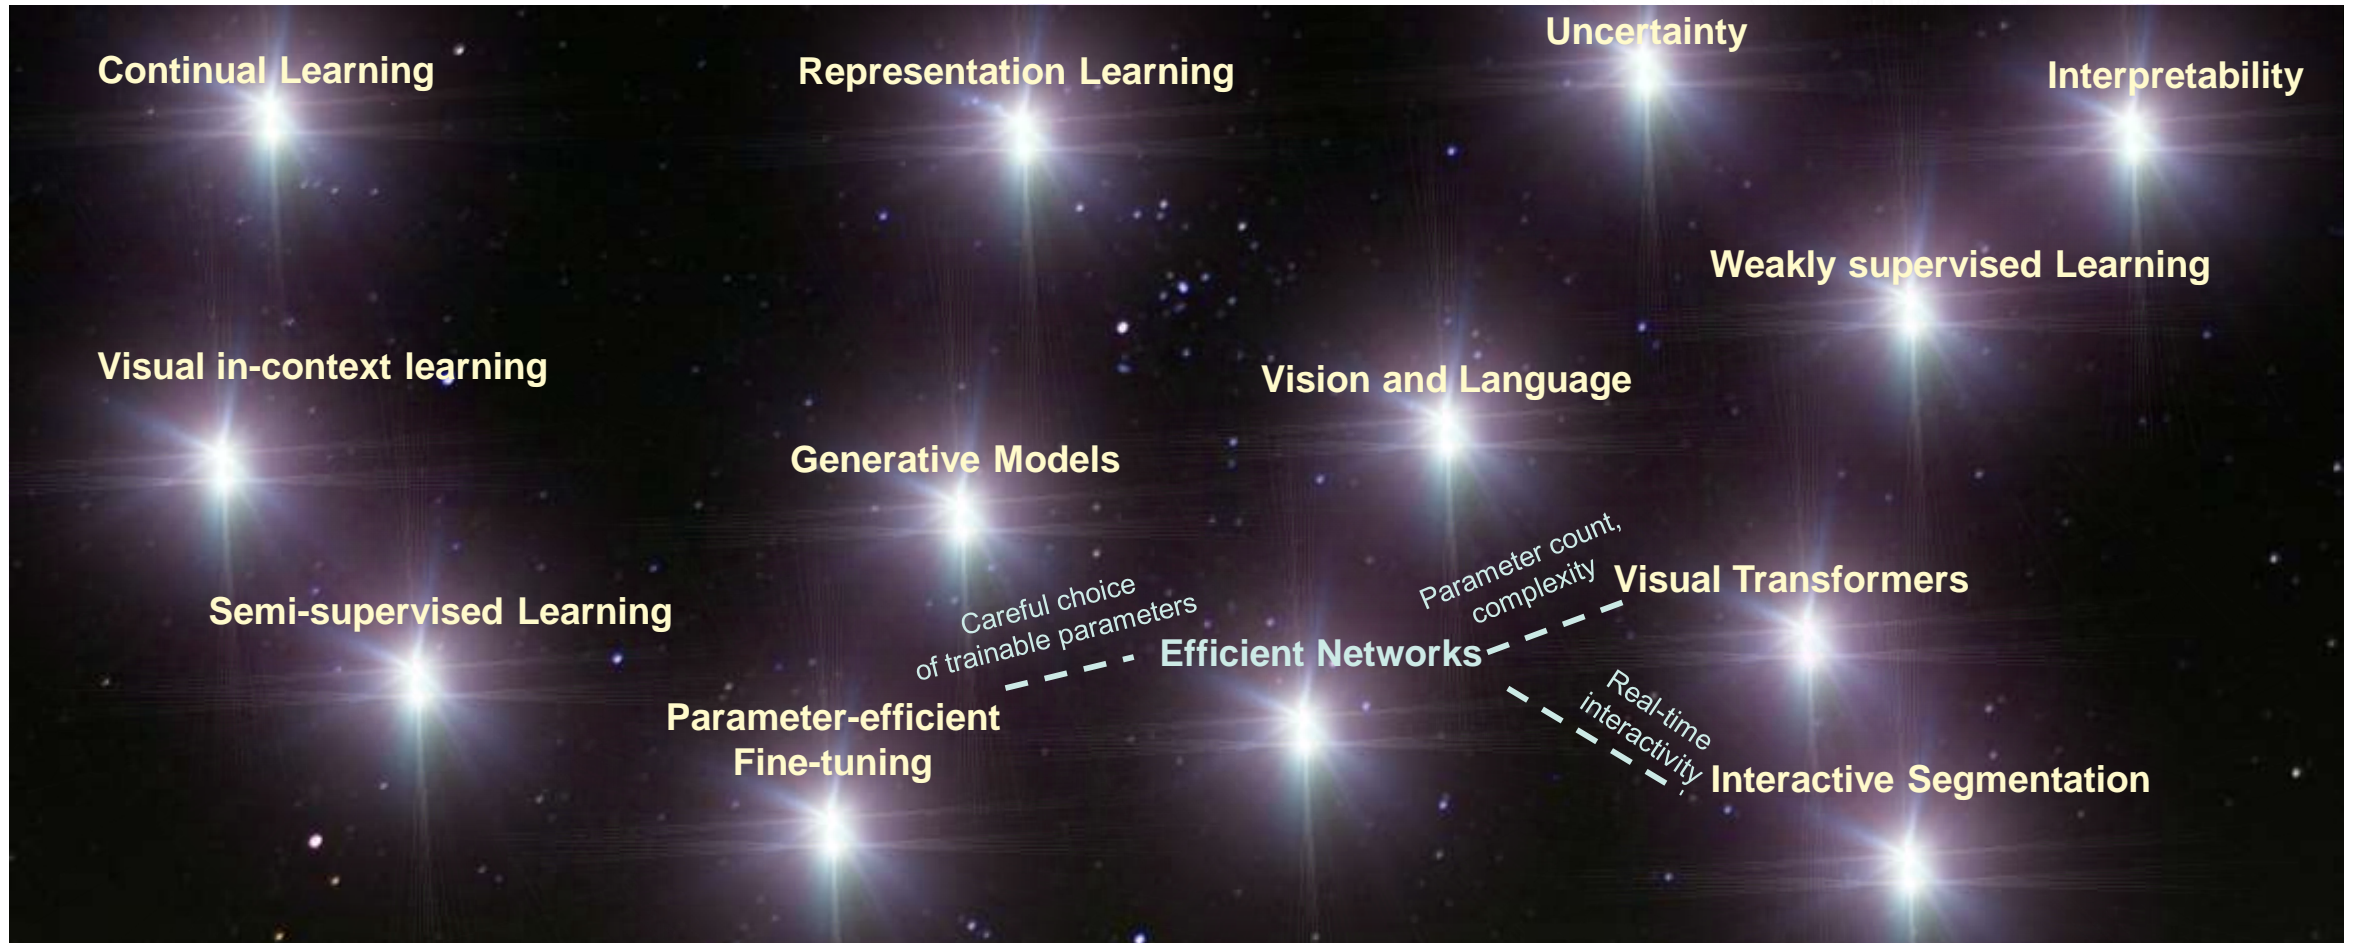 Uncertainty
Continual Learning
Representation Learning
Interpretability
Weakly supervised Learning
Visual in-context learning
Vision and Language
Generative Models
Parameter count,
complexity
Visual Transformers
Careful choice
of trainable parameters
Semi-supervised Learning
Efficient Networks
Real-time
interactivity
Parameter-efficient
Fine-tuning
Interactive Segmentation